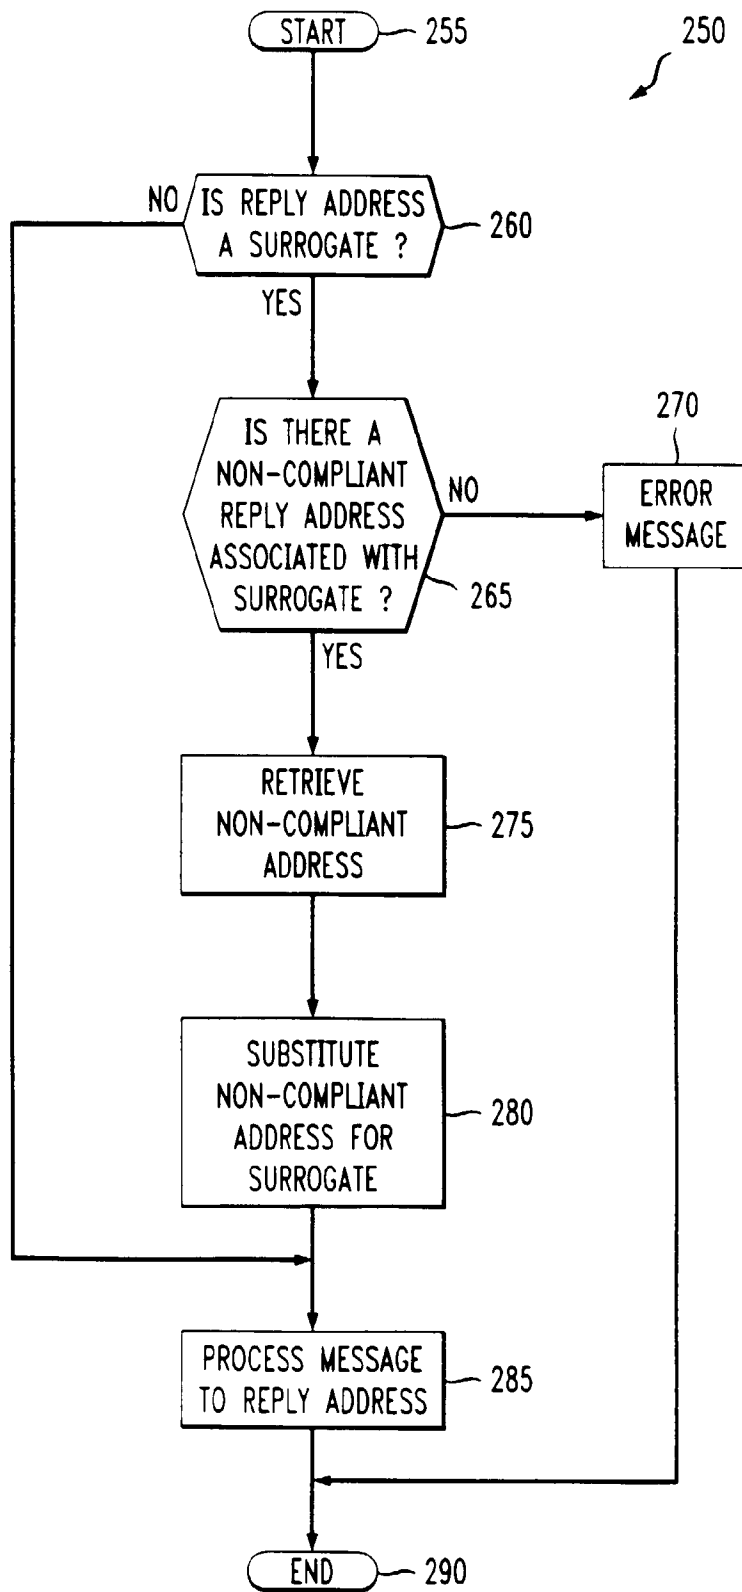 START
255
250
NO
IS REPLY ADDRESS
A SURROGATE ?
260
YES
IS THERE A
NON-COMPLIANT
REPLY ADDRESS
ASSOCIATED WITH
SURROGATE ?
265
NO
270
ERROR
MESSAGE
YES
RETRIEVE
NON-COMPLIANT
ADDRESS
275
SUBSTITUTE
NON-COMPLIANT
ADDRESS FOR
SURROGATE
280
PROCESS MESSAGE
TO REPLY ADDRESS
285
END
290